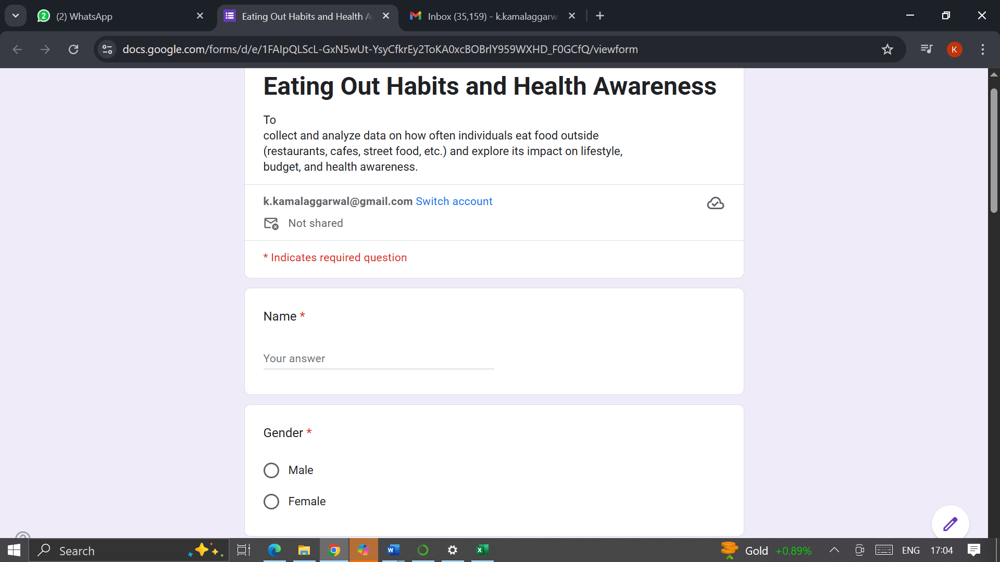 (2) WhatsApp
Eating Out Habits and Health A
Inbox (35,159) - k.kamalaggarw
docs.google.com/forms/d/e/1FAIpQLScL-GxN5wUt-YsyCfkrEy2ToKA0xcBOBrlY959WXHD_F0GCfQ/viewform
K
Eating Out Habits and Health Awareness
To
collect and analyze data on how often individuals eat food outside
(restaurants, cafes, street food, etc.) and explore its impact on lifestyle,
budget, and health awareness.
k.kamalaggarwal@gmail.com Switch account
Not shared
* Indicates required question
Name *
Your answer
Gender *
Male
Female
Search
Gold +0.89%
ENG
17:04